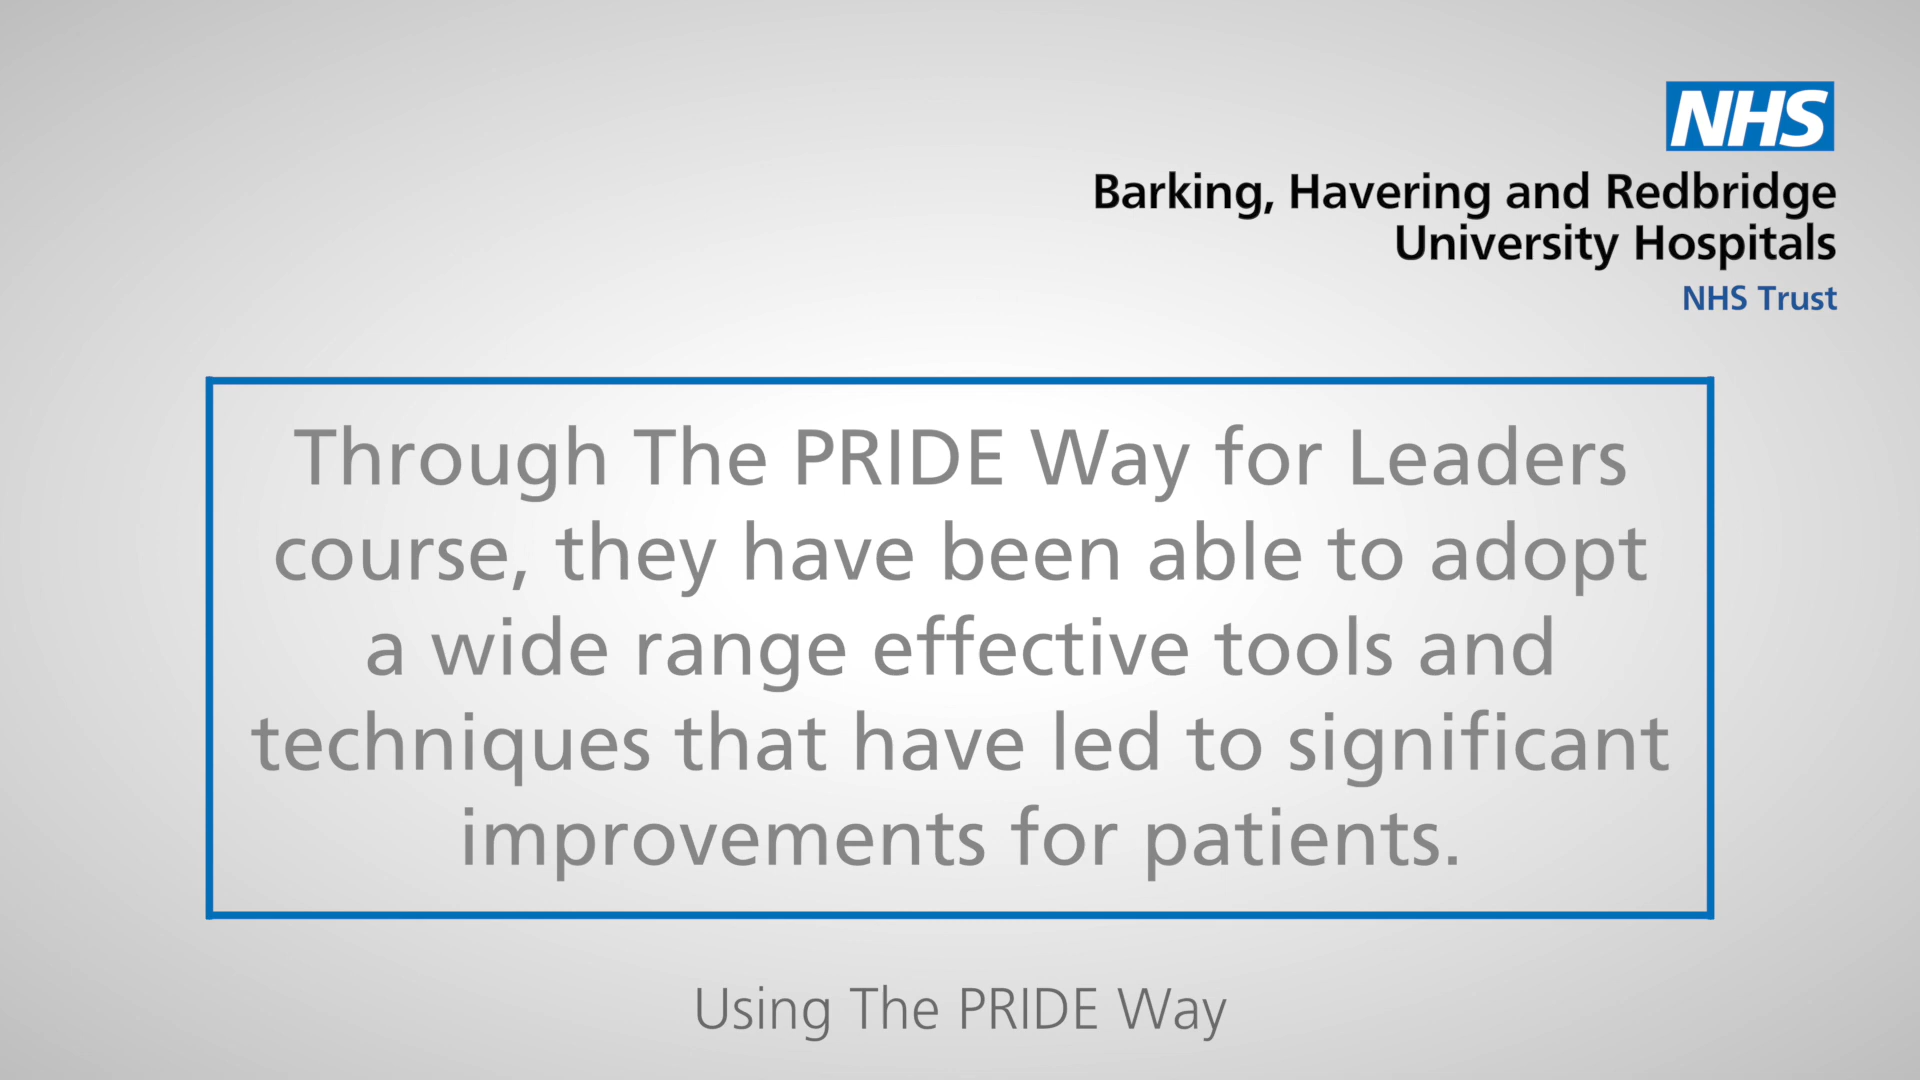 NHS
Barking, Havering and Redbridge
University Hospitals
NHS Trust
Through The PRIDE Way for Leaders
course, they have been able to adopt
a wide range effective tools and
techniques that have led to significant
improvements for patients.
Using The PRIDE Way